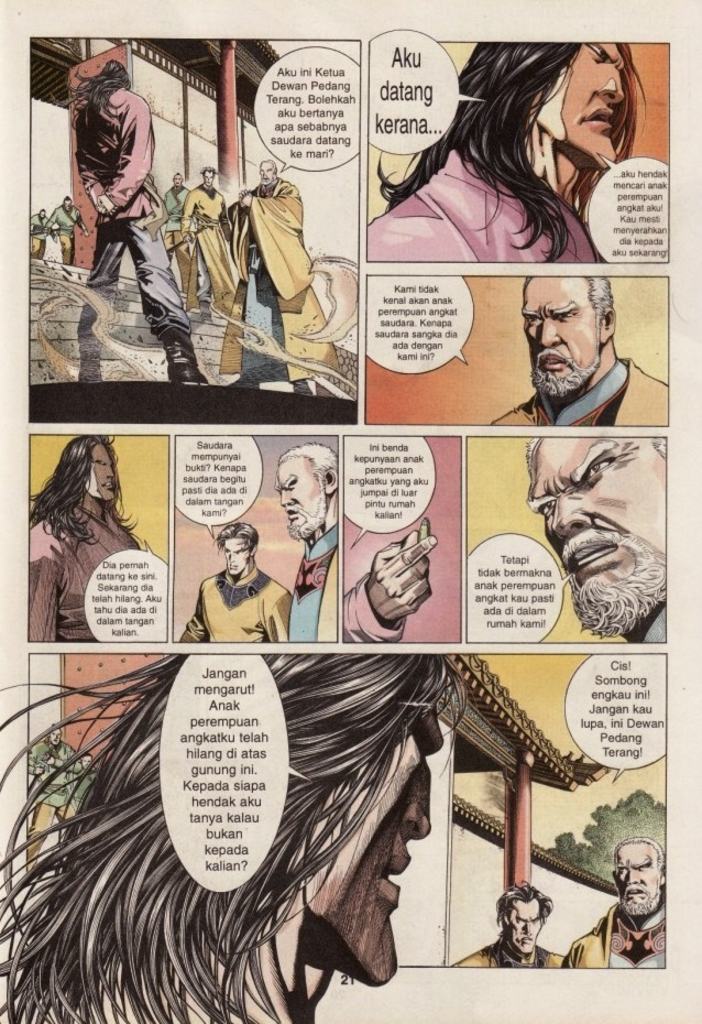 Aku ini Ketua
Dewan Pedang
Terang. Bolehkah
aku bertanya
apa sebabnya
saudara datang
ke mari?
Aku
datang
kerana...
...aku hendak
mencari anak
perempuan
angkat aku!
Kau mesti
menyerahkan
dia kepada
aku sekarang!
Kami tidak
kenal akan anak
perempuan angkat
saudara. Kenapa
saudara sangka dia
ada dengan
kami ini?
Dia pernah
datang ke sini.
Sekarang dia
telah hilang. Aku
tahu dia ada di
dalam tangan
kalian.
Saudara
mempunyai
bukti? Kenapa
saudara begitu
pasti dia ada di
dalam tangan
kami?
Ini benda
kepunyaan anak
perempuan
angkatku yang aku
jumpai di luar
pintu rumah
kalian!
Tetapi
tidak bermakna
anak perempuan
angkat kau pasti
ada di dalam
rumah kami!
Jangan
mengarut!
Anak
perempuan
angkatku telah
hilang di atas
gunung ini.
Kepada siapa
hendak aku
tanya kalau
bukan
kepada
kalian?
Cis!
Sombong
engkau ini!
Jangan kau
lupa, ini Dewan
Pedang
Terang!
21